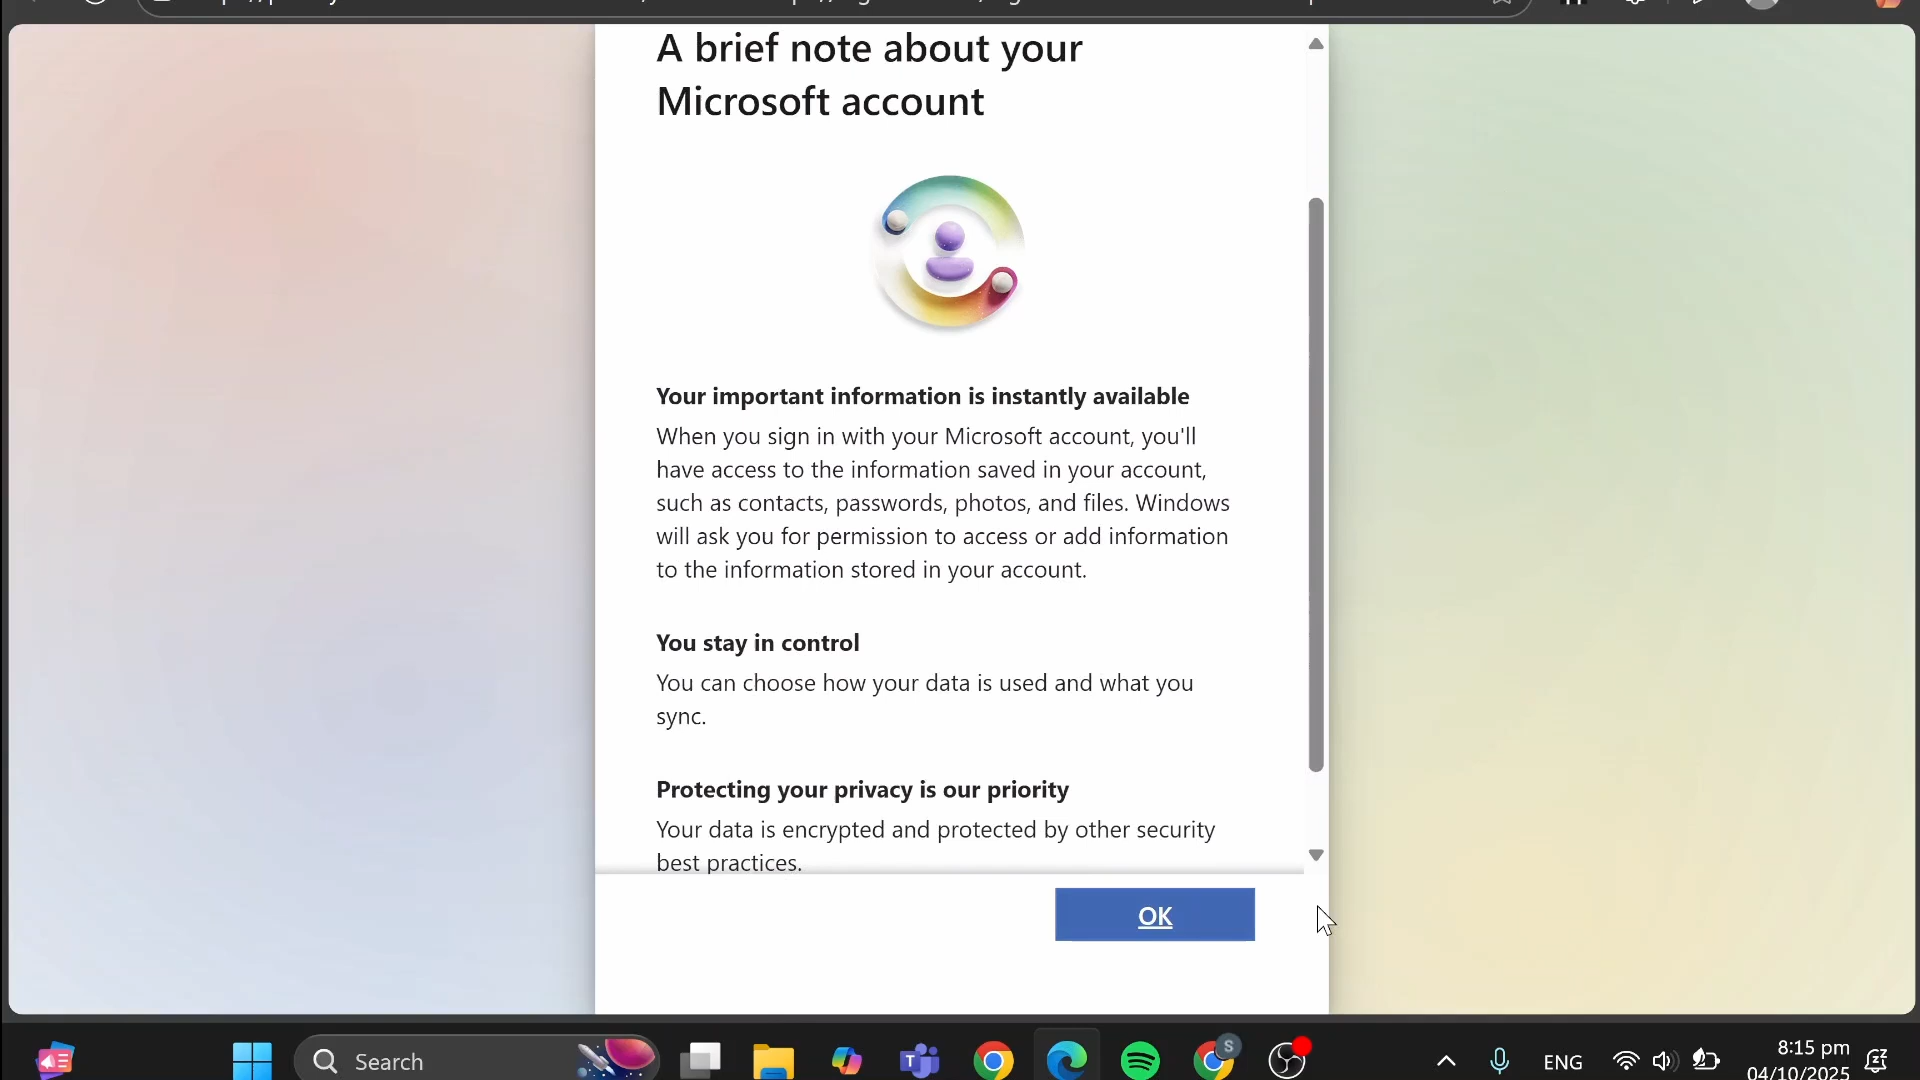 A brief note about your
Microsoft account
Your important information is instantly available
When you sign in with your Microsoft account, you'll
have access to the information saved in your account,
such as contacts, passwords, photos, and files. Windows
will ask you for permission to access or add information
to the information stored in your account.
You stay in control
You can choose how your data is used and what you
sync.
Protecting your privacy is our priority
Your data is encrypted and protected by other security
best practices.
OK
Search
S
ENG
8:15 pm
04/10/2025